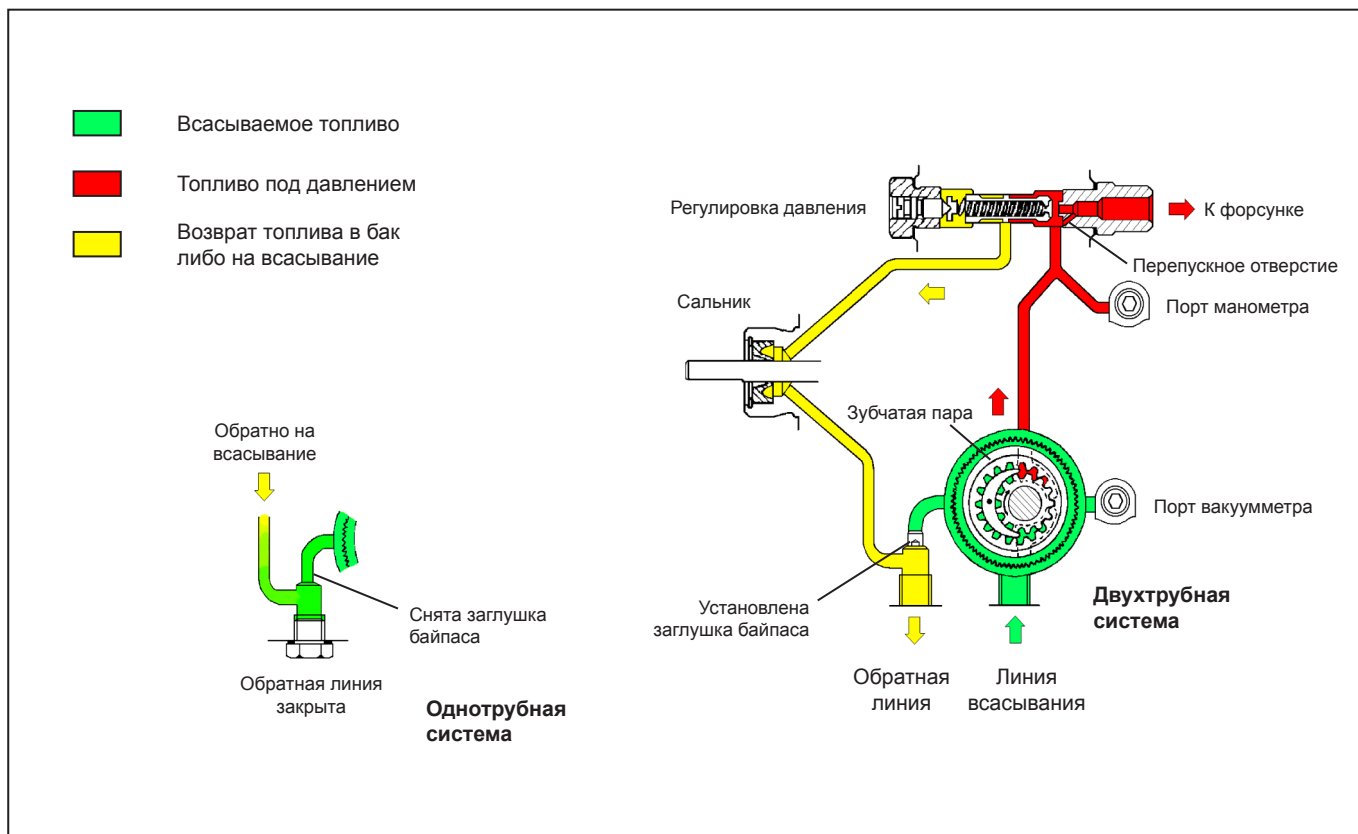 Всасываемое топливо
Топливо под давлением
Возврат топлива в бак
либо на всасывание
Регулировка давления
К форсунке
Перепускное отверстие
Порт манометра
Сальник
Зубчатая пара
Порт вакуумметра
Установлена
заглушка байпаса
Двухтрубная
система
Обратная
линия
Линия
всасывания
Обратно на
всасывание
Снята заглушка
байпаса
Обратная линия
закрыта
Однотрубная
система